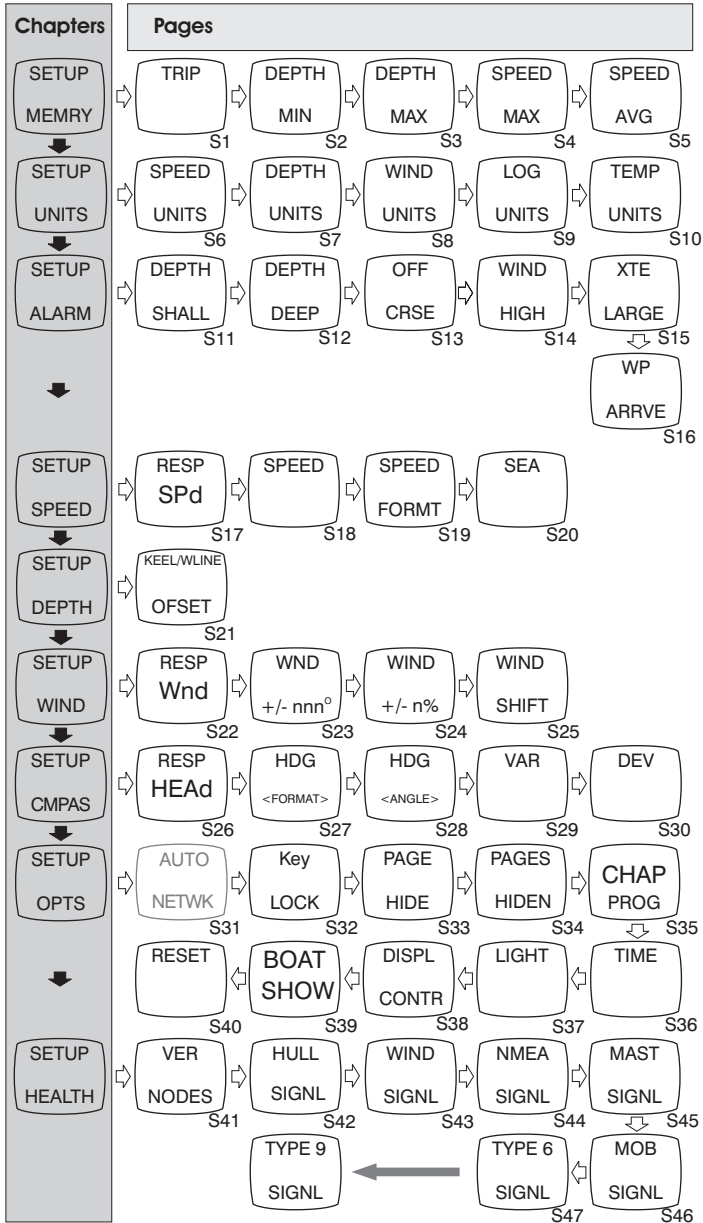 Chapters
Pages
SETUP
MEMRY
TRIP
S1
DEPTH
MIN
S2
DEPTH
MAX
S3
SPEED
MAX
S4
SPEED
AVG
S5
SETUP
UNITS
SPEED
UNITS
S6
DEPTH
UNITS
S7
WIND
UNITS
S8
LOG
UNITS
S9
TEMP
UNITS
S10
SETUP
ALARM
DEPTH
SHALL
S11
DEPTH
DEEP
S12
OFF
CRSE
S13
WIND
HIGH
S14
XTE
LARGE
S15
WP
ARRVE
S16
SETUP
SPEED
RESP
SPd
S17
SPEED
S18
SPEED
FORMT
S19
SEA
S20
SETUP
DEPTH
KEEL/WLINE
OFSET
S21
SETUP
WIND
RESP
Wnd
S22
WND
+/- nnn°
S23
WIND
+/- n%
S24
WIND
SHIFT
S25
SETUP
CMPAS
RESP
HEAd
S26
HDG
<FORMAT>
S27
HDG
<ANGLE>
S28
VAR
S29
DEV
S30
SETUP
OPTS
AUTO
NETWK
S31
Key
LOCK
S32
PAGE
HIDE
S33
PAGES
HIDEN
S34
CHAP
PROG
S35
RESET
S40
BOAT
SHOW
S39
DISPL
CONTR
S38
LIGHT
S37
TIME
S36
SETUP
HEALTH
VER
NODES
S41
HULL
SIGNL
S42
WIND
SIGNL
S43
NMEA
SIGNL
S44
MAST
SIGNL
S45
TYPE 9
SIGNL
TYPE 6
SIGNL
S47
MOB
SIGNL
S46